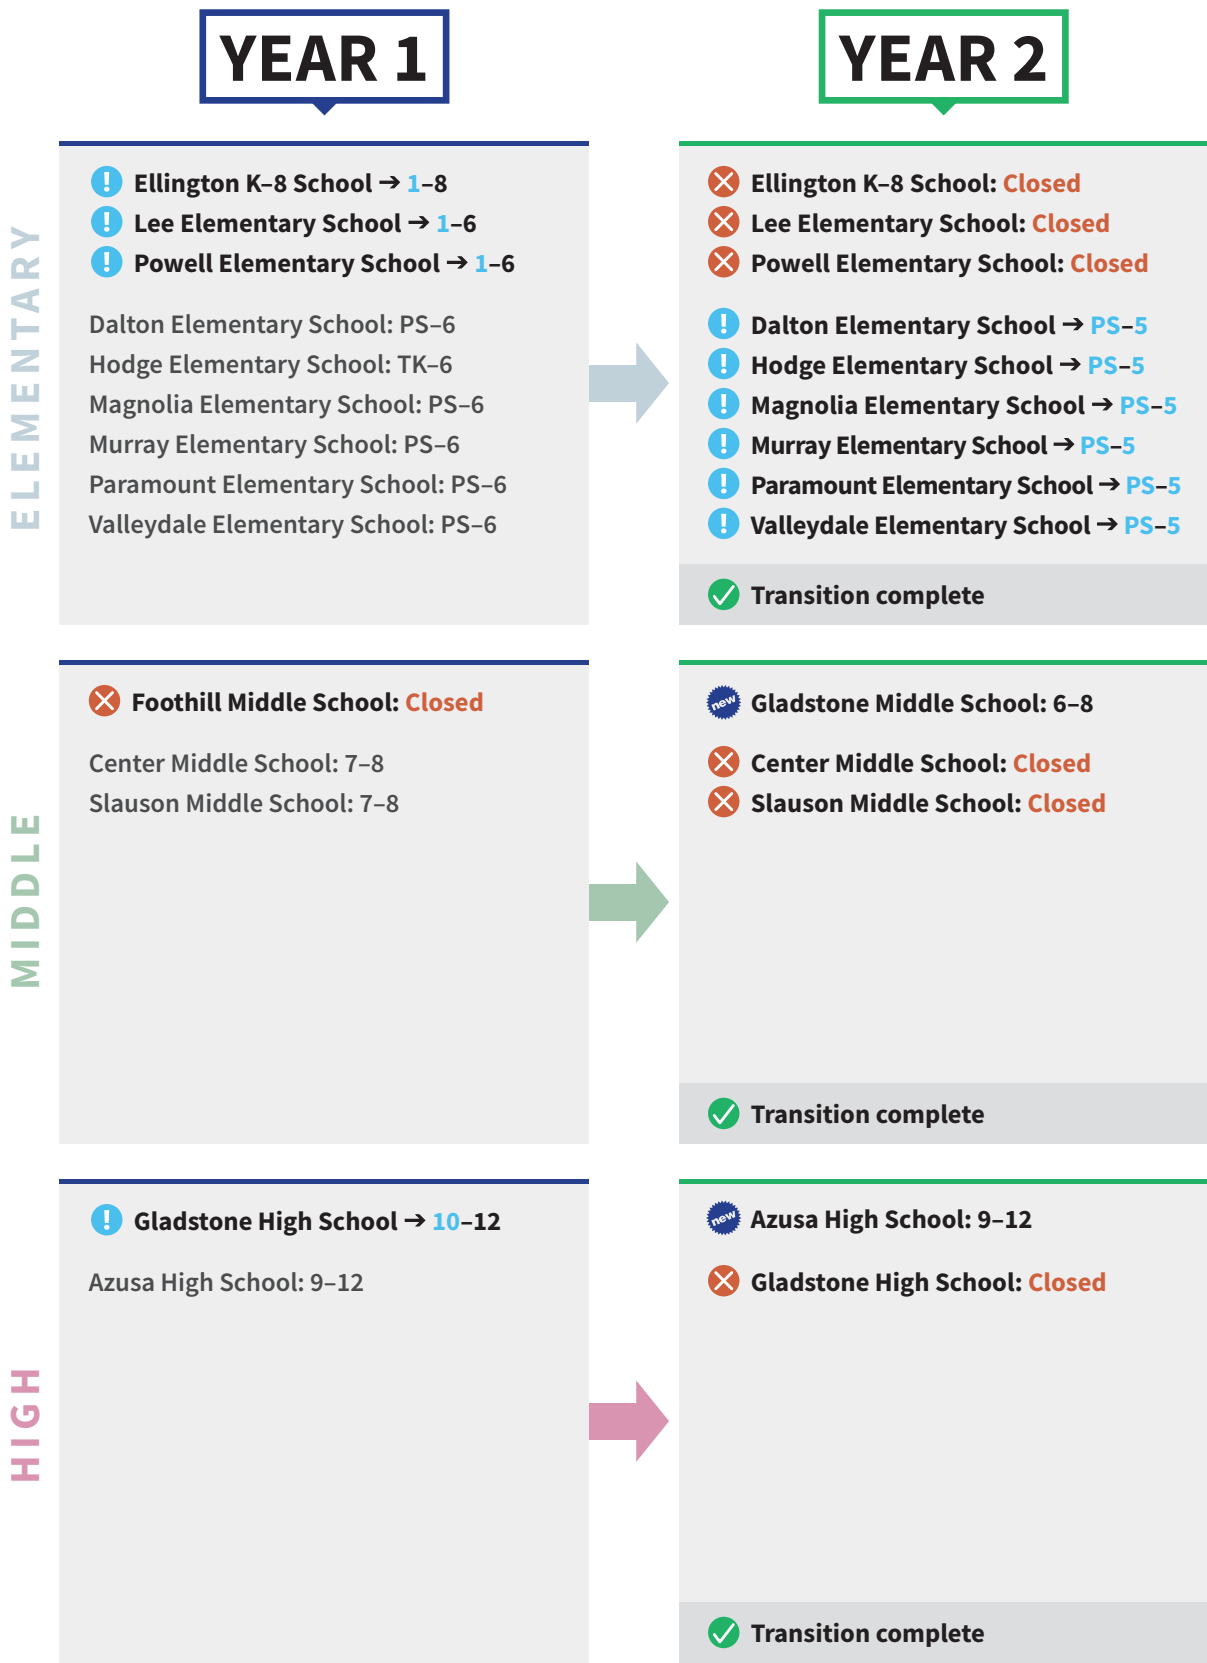 YEAR 1
YEAR 2
ELEMENTARY
Ellington K–8 School → 1–8
Lee Elementary School → 1–6
Powell Elementary School → 1–6
Dalton Elementary School: PS–6
Hodge Elementary School: TK–6
Magnolia Elementary School: PS–6
Murray Elementary School: PS–6
Paramount Elementary School: PS–6
Valleydale Elementary School: PS–6
Ellington K–8 School: Closed
Lee Elementary School: Closed
Powell Elementary School: Closed
Dalton Elementary School → PS–5
Hodge Elementary School → PS–5
Magnolia Elementary School → PS–5
Murray Elementary School → PS–5
Paramount Elementary School → PS–5
Valleydale Elementary School → PS–5
Transition complete
MIDDLE
Foothill Middle School: Closed
Center Middle School: 7–8
Slauson Middle School: 7–8
new Gladstone Middle School: 6–8
Center Middle School: Closed
Slauson Middle School: Closed
Transition complete
HIGH
Gladstone High School → 10–12
Azusa High School: 9–12
new Azusa High School: 9–12
Gladstone High School: Closed
Transition complete